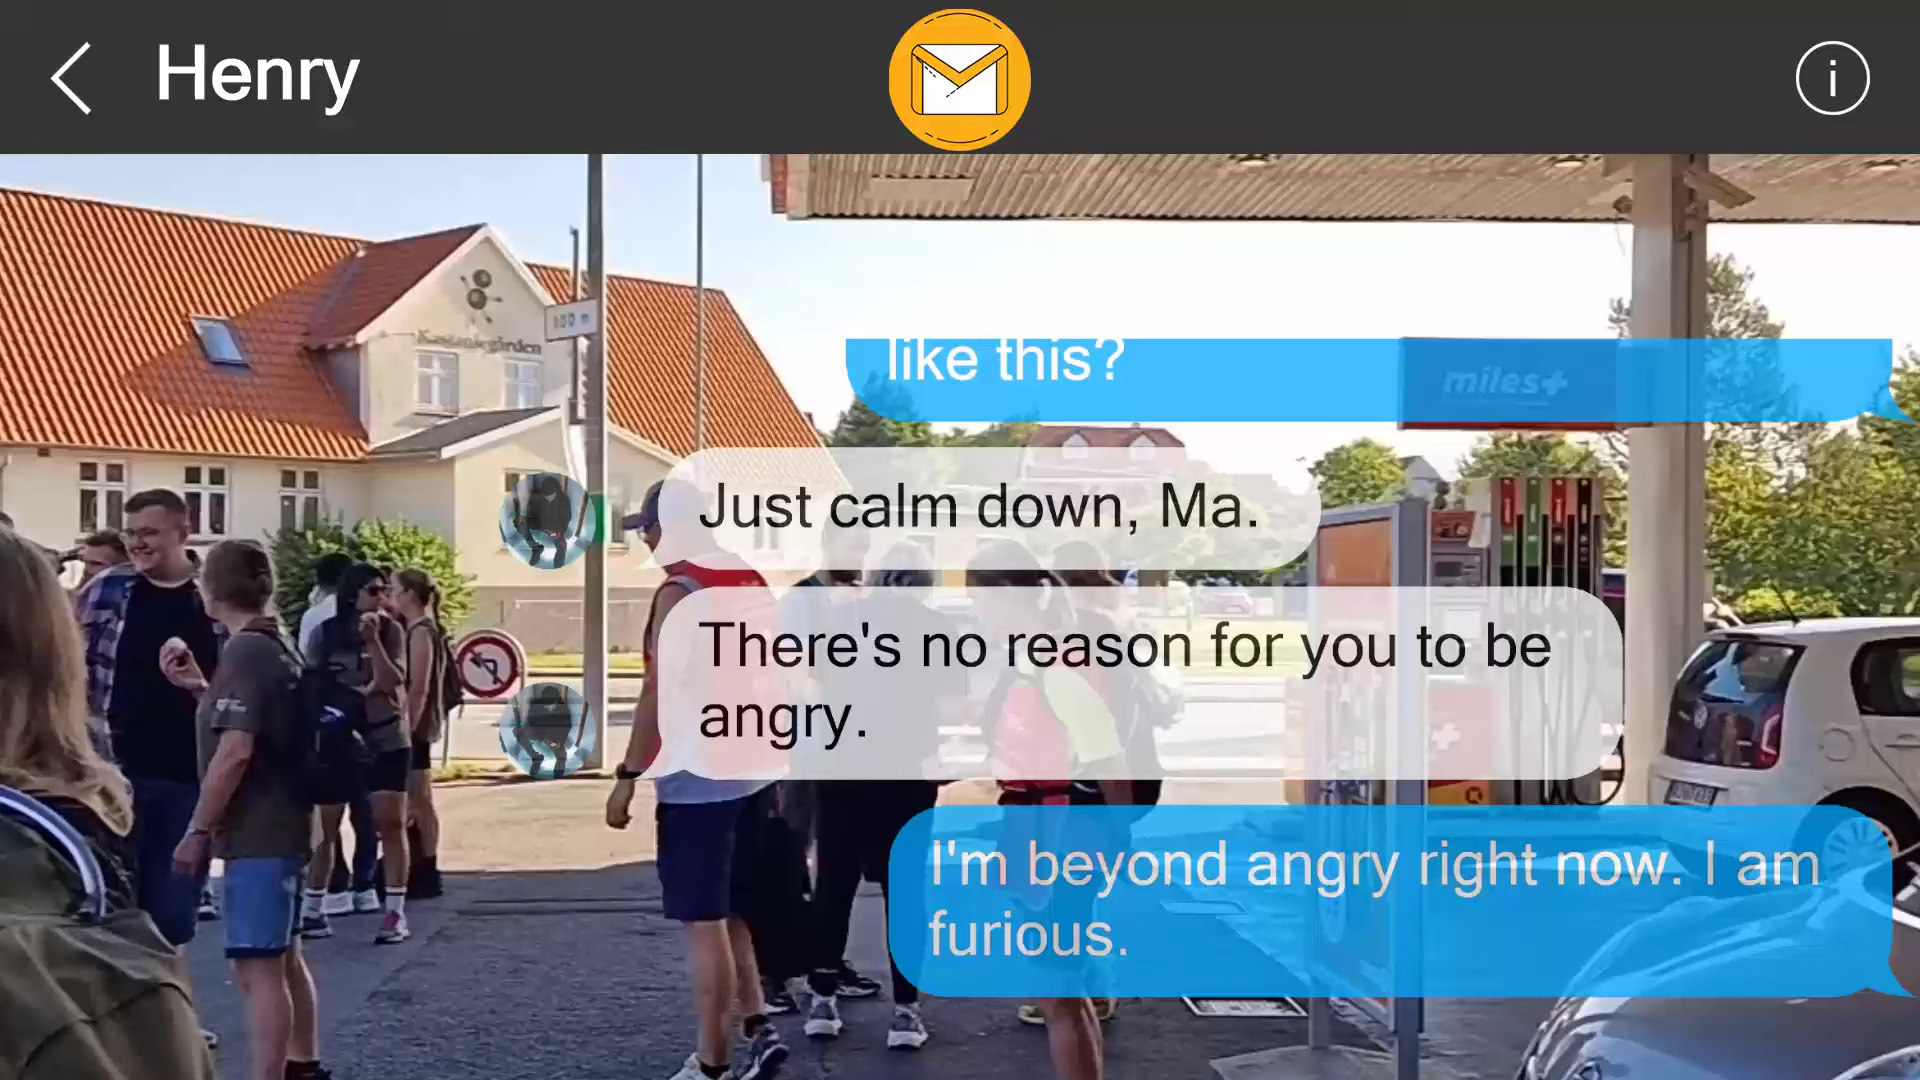 Henry
100 m
Kastaniegården
like this?
miles+
Just calm down, Ma.
There's no reason for you to be
angry.
I'm beyond angry right now. I am
furious.